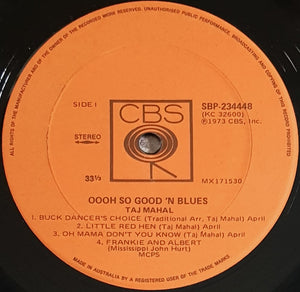 ALL RIGHTS OF THE MANUFACTURER AND OF THE OWNER OF THE RECORDED WORK RESERVED. UNAUTHORISED PUBLIC PERFORMANCE, BROADCASTING AND COPYING OF THIS RECORD PROHIBITED
CBS
SIDE I
SBP-234448
(KC 32600)
℗1973 CBS, Inc.
STEREO
33⅓
MX171530
OOOH SO GOOD 'N BLUES
TAJ MAHAL
1. BUCK DANCER'S CHOICE (Traditional Arr. Taj Mahal) April
2. LITTLE RED HEN (Taj Mahal) April
3. OH MAMA DON'T YOU KNOW (Taj Mahal) April
4. FRANKIE AND ALBERT
(Mississippi John Hurt)
MCPS
MADE IN AUSTRALIA BY A REGISTERED USER OF THE TRADE MARKS